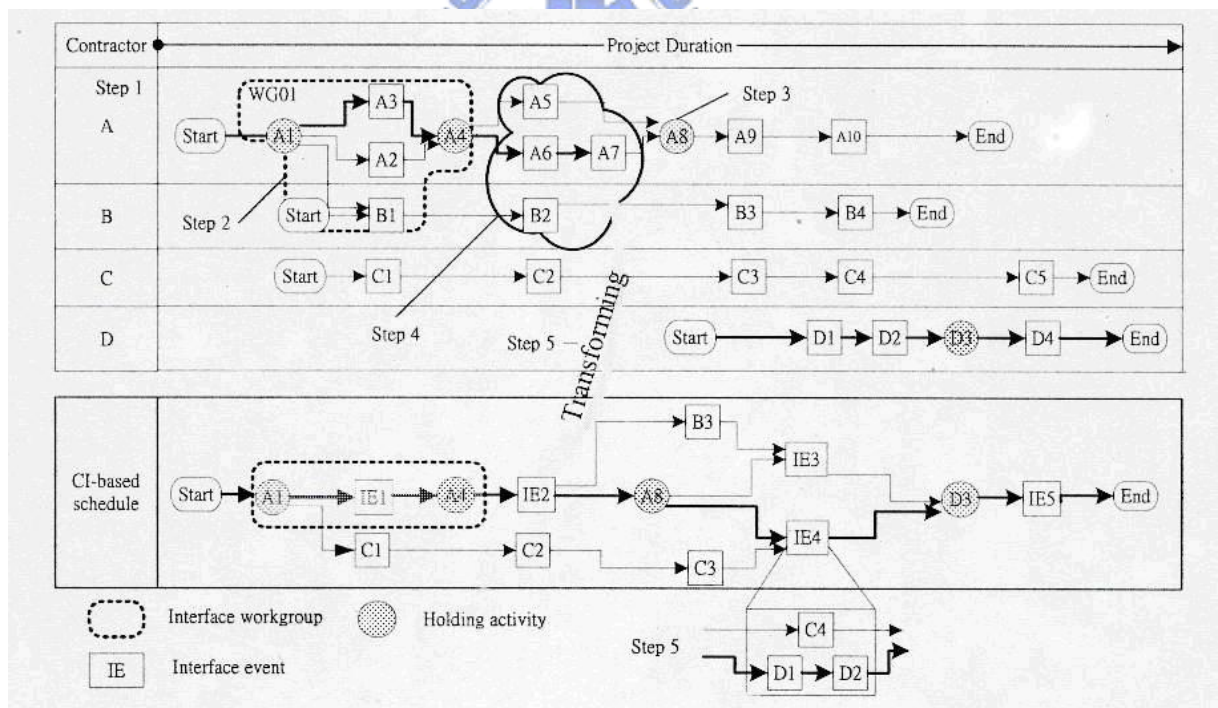 Contractor
Project Duration
Step 1
WG01
A3
A5
Step 3
A
Start
A1
A4
A8
A9
A10
End
A2
A6
A7
Step 2
B
Start
B1
B2
B3
B4
End
C
Start
C1
C2
C3
C4
C5
End
Step 4
Step 5
D
Start
D1
D2
D3
D4
End
Transforming
B3
IE3
CI-based
schedule
Start
A1
IE1
A4
IE2
A8
D3
IE5
End
IE4
C1
C2
C3
Interface workgroup
Holding activity
C4
Step 5
IE
Interface event
D1
D2